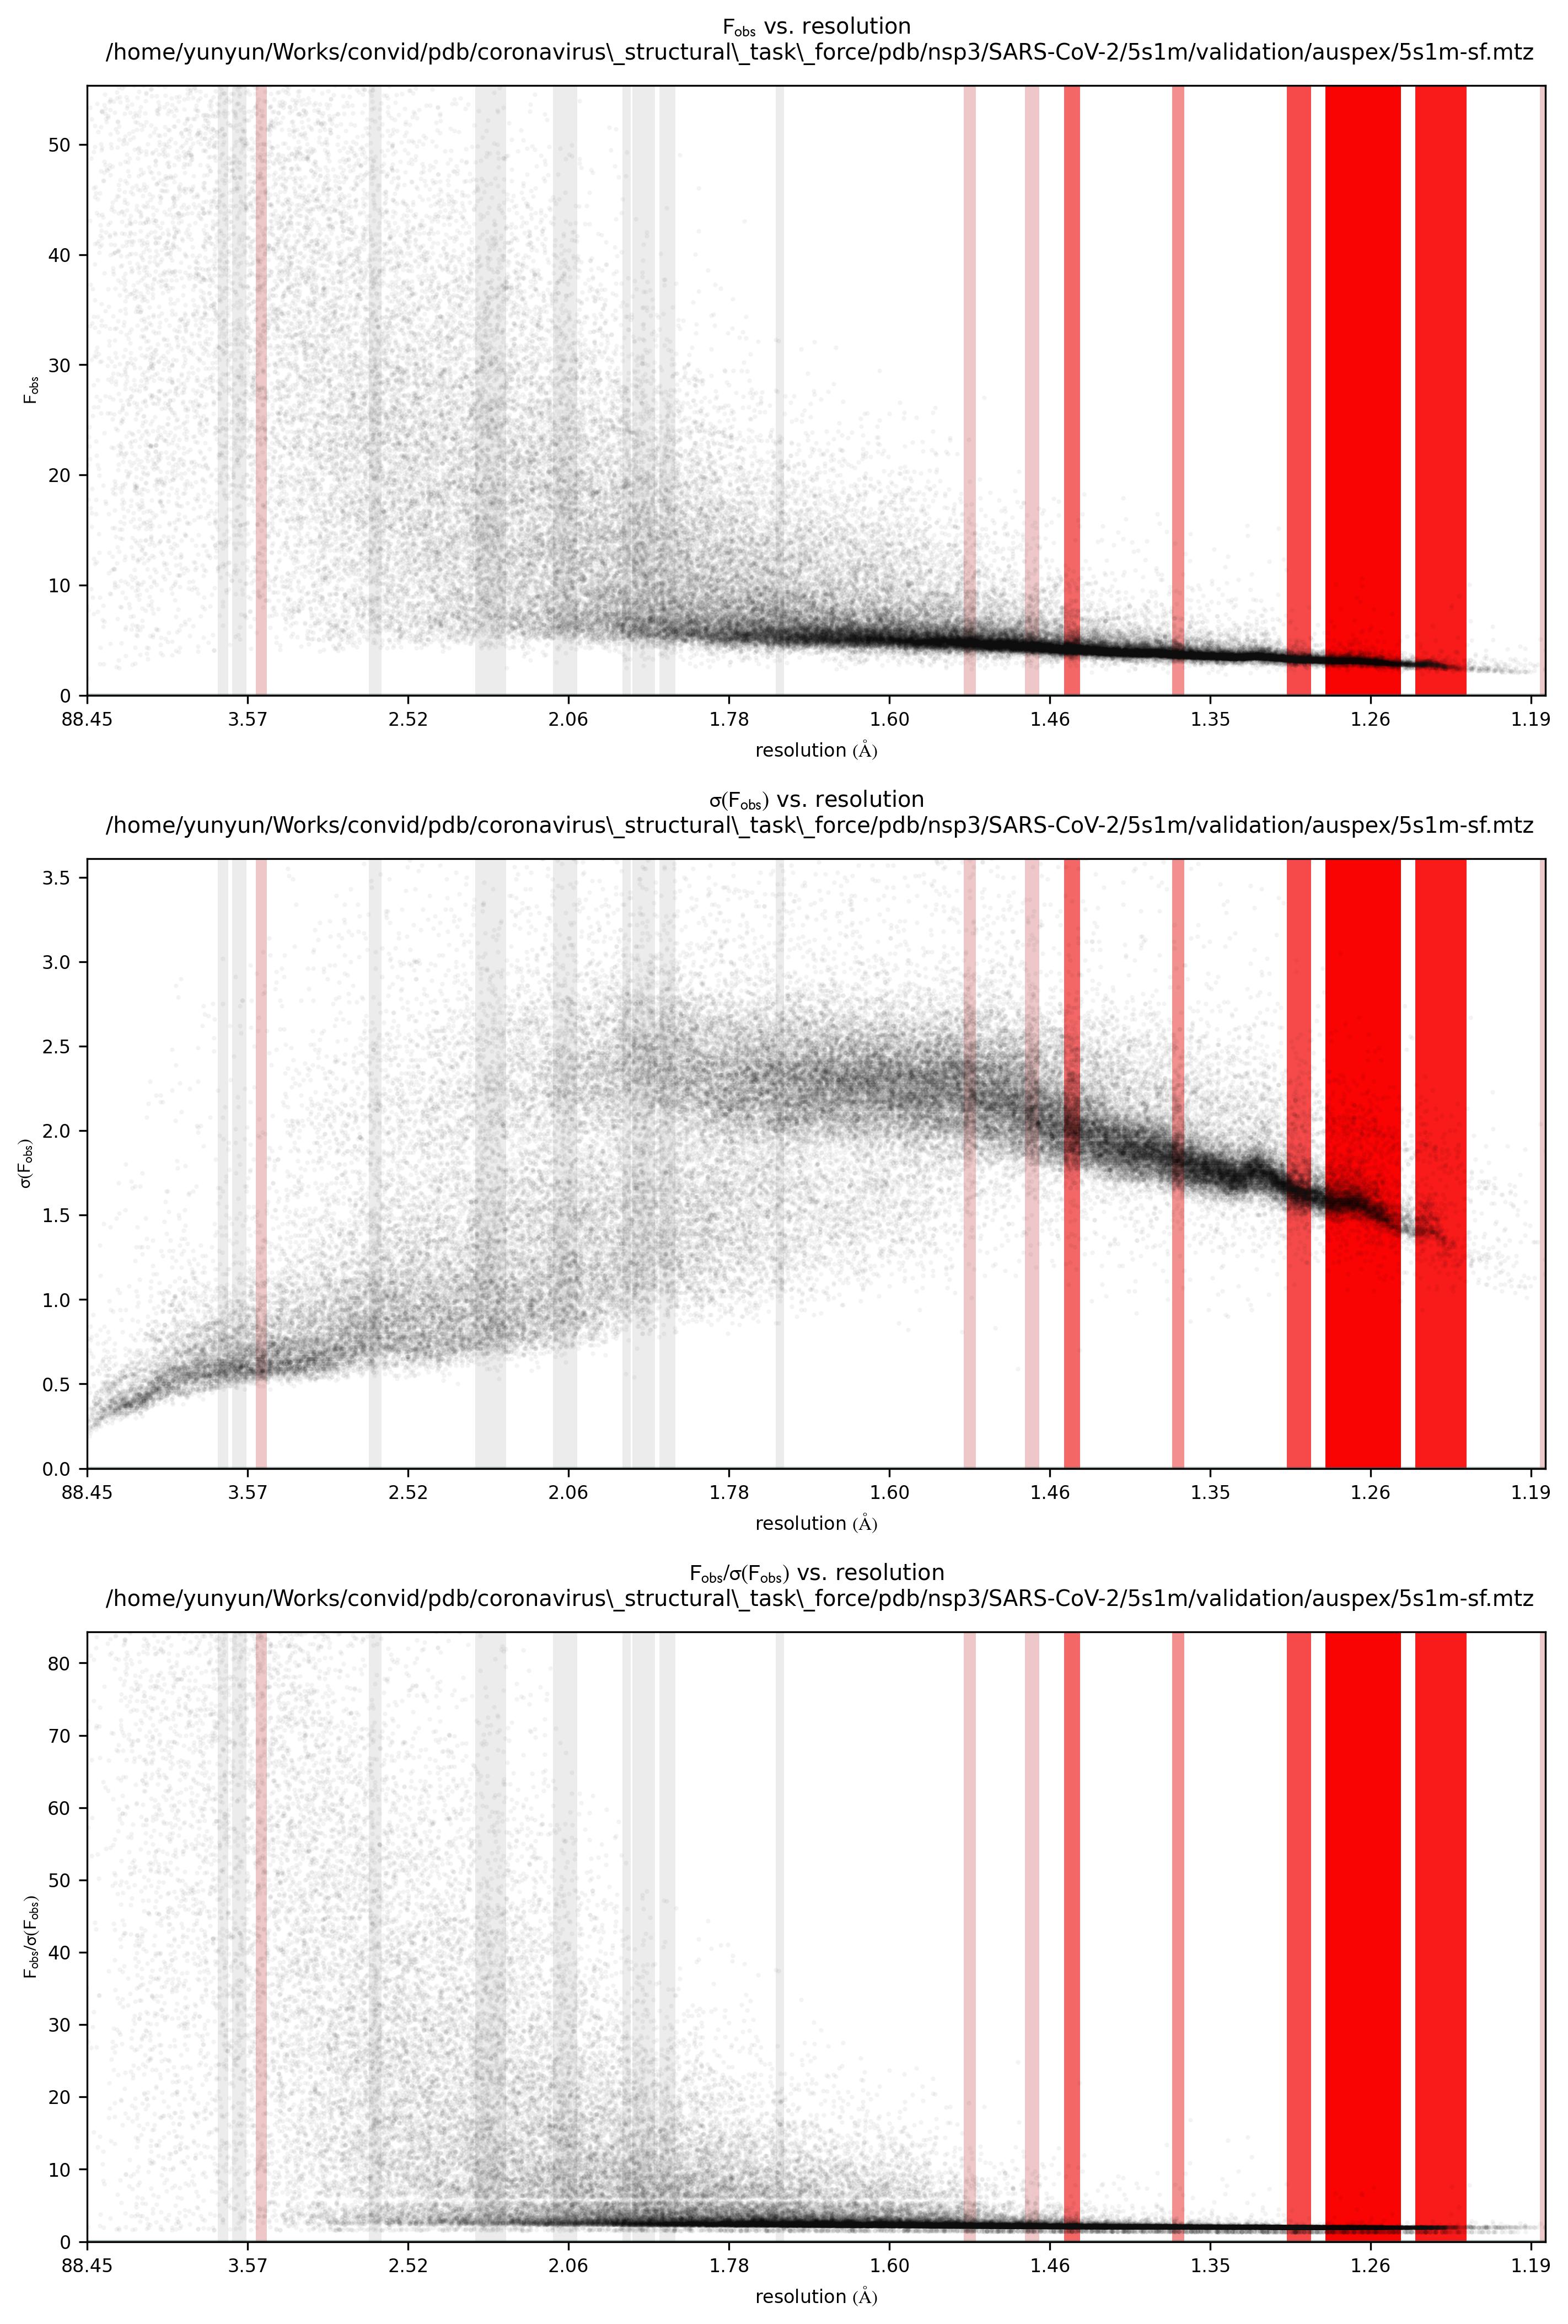 Fobs vs. resolution
/home/yunyun/Works/convid/pdb/coronavirus\_structural\_task\_force/pdb/nsp3/SARS-CoV-2/5s1m/validation/auspex/5s1m-sf.mtz
50
40
30
20
10
0
Fobs
88.45 3.57 2.52 2.06 1.78 1.60 1.46 1.35 1.26 1.19
resolution (Å)
σ(Fobs) vs. resolution
/home/yunyun/Works/convid/pdb/coronavirus\_structural\_task\_force/pdb/nsp3/SARS-CoV-2/5s1m/validation/auspex/5s1m-sf.mtz
3.5
3.0
2.5
2.0
1.5
1.0
0.5
0.0
σ(Fobs)
88.45 3.57 2.52 2.06 1.78 1.60 1.46 1.35 1.26 1.19
resolution (Å)
Fobs/σ(Fobs) vs. resolution
/home/yunyun/Works/convid/pdb/coronavirus\_structural\_task\_force/pdb/nsp3/SARS-CoV-2/5s1m/validation/auspex/5s1m-sf.mtz
80
70
60
50
40
30
20
10
0
Fobs/σ(Fobs)
88.45 3.57 2.52 2.06 1.78 1.60 1.46 1.35 1.26 1.19
resolution (Å)